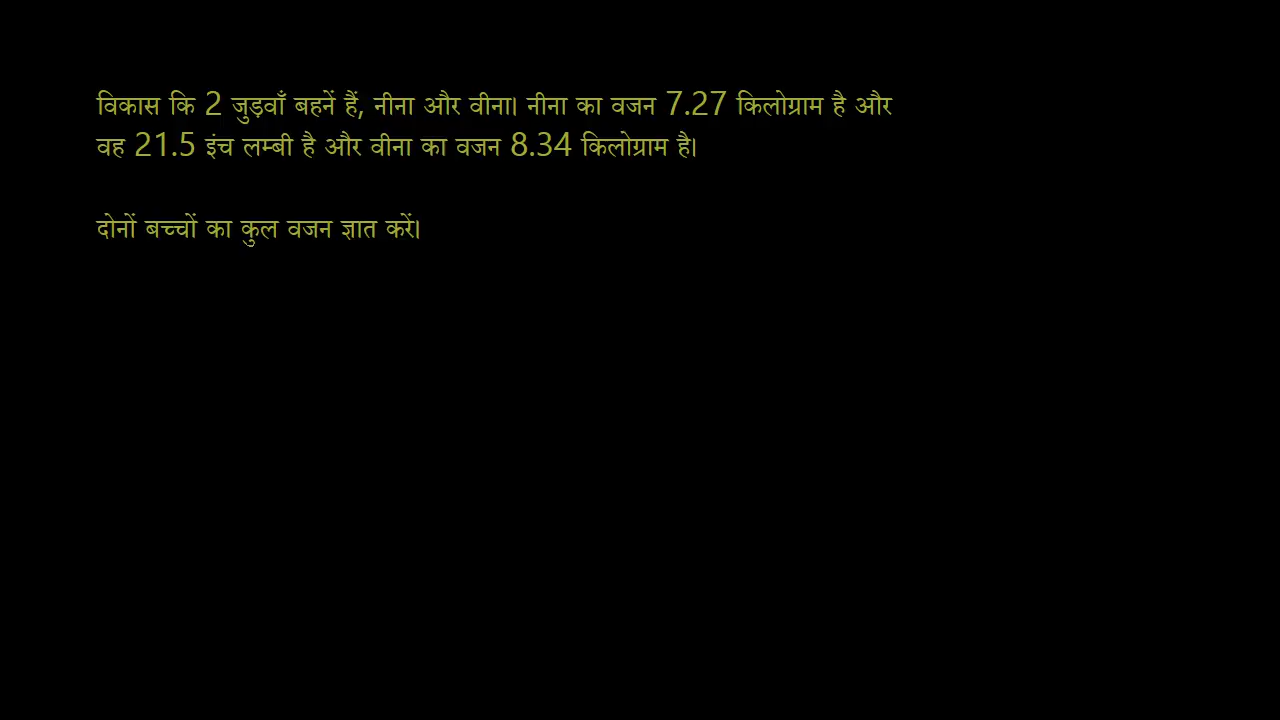 विकास कि 2 जुड़वाँ बहनें हैं, नीना और वीना। नीना का वजन 7.27 किलोग्राम है और
वह 21.5 इंच लम्बी है और वीना का वजन 8.34 किलोग्राम है।
दोनों बच्चों का कुल वजन ज्ञात करें।